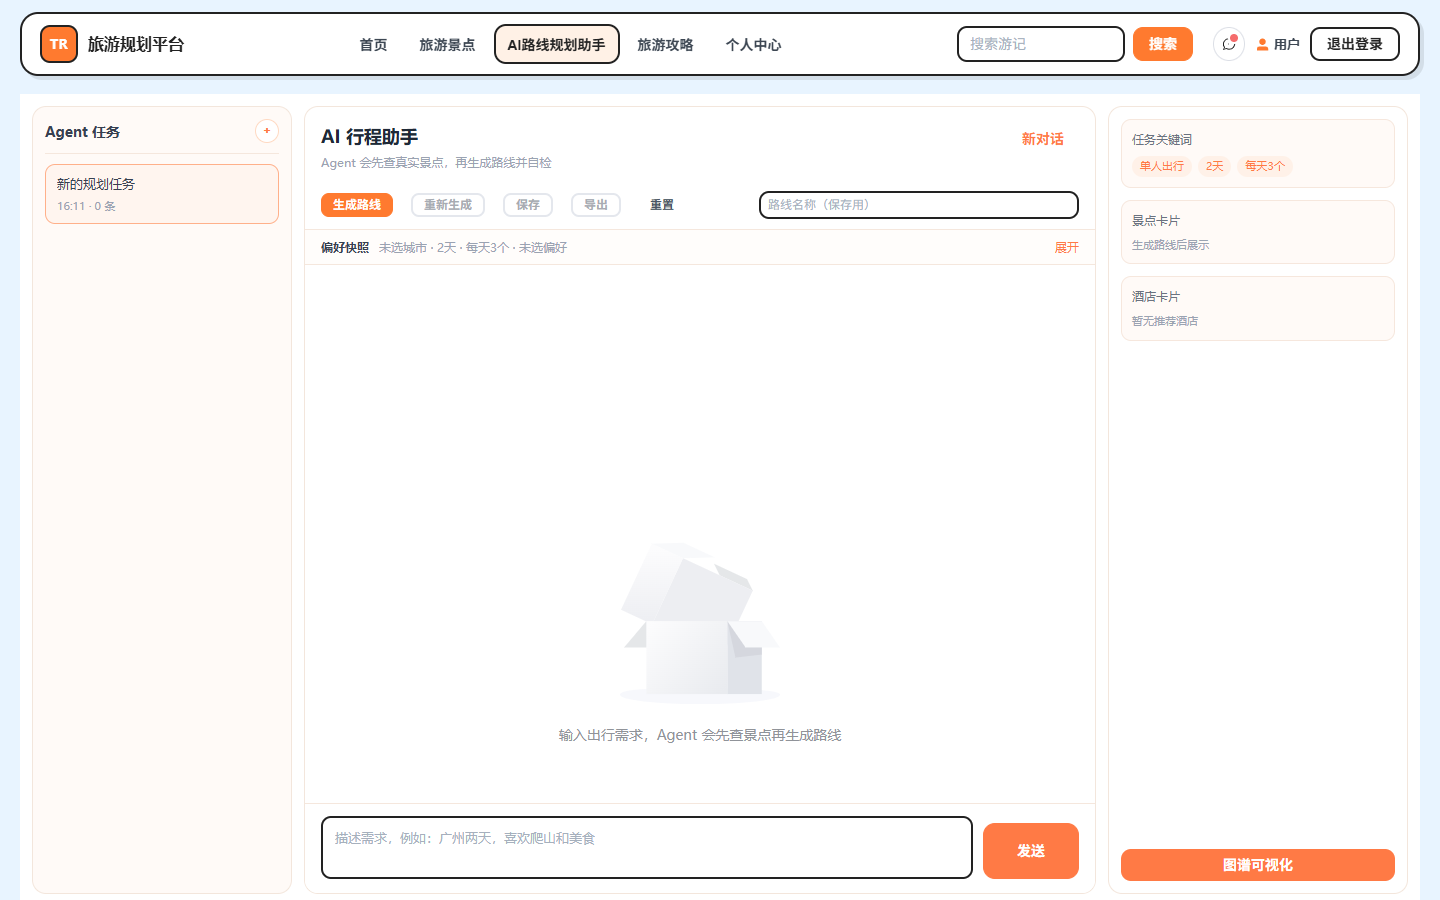 TR 旅游规划平台 首页 旅游景点 AI路线规划助手 旅游攻略 个人中心 搜索游记 搜索 用户 退出登录
Agent 任务 +
新的规划任务
16:11 · 0 条
AI 行程助手 新对话
Agent 会先查真实景点，再生成路线并自检
生成路线 重新生成 保存 导出 重置 路线名称（保存用）
偏好快照 未选城市 · 2天 · 每天3个 · 未选偏好 展开
输入出行需求，Agent 会先查景点再生成路线
描述需求，例如：广州两天，喜欢爬山和美食
发送
任务关键词
单人出行 2天 每天3个
景点卡片
生成路线后展示
酒店卡片
暂无推荐酒店
图谱可视化